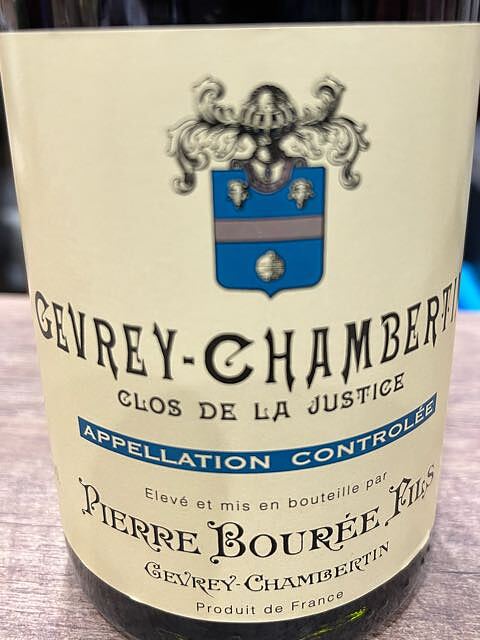 GEVREY-CHAMBERTIN
CLOS DE LA JUSTICE
APPELLATION CONTROLÉE
Elevé et mis en bouteille par
PIERRE BOURÉE FILS
GEVREY-CHAMBERTIN
Produit de France